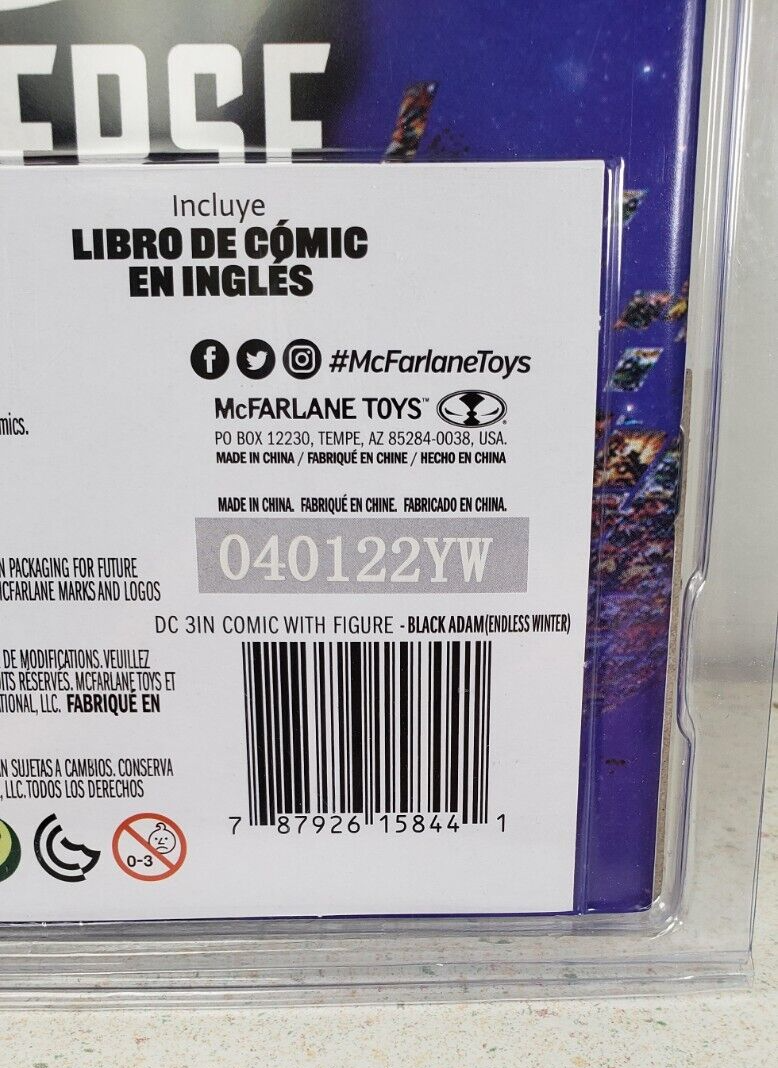 ERSE
Incluye
LIBRO DE CÓMIC
EN INGLÉS
#McFarlaneToys
McFARLANE TOYS™
PO BOX 12230, TEMPE, AZ 85284-0038, USA.
MADE IN CHINA / FABRIQUÉ EN CHINE / HECHO EN CHINA
mics.
MADE IN CHINA. FABRIQUÉ EN CHINE. FABRICADO EN CHINA.
040122YW
N PACKAGING FOR FUTURE
CFARLANE MARKS AND LOGOS
DC 3IN COMIC WITH FIGURE - BLACK ADAM(ENDLESS WINTER)
DE MODIFICATIONS. VEUILLEZ
ITS RÉSERVÉS. MCFARLANE TOYS ET
TIONAL, LLC. FABRIQUÉ EN
N SUJETAS A CAMBIOS. CONSERVA
, LLC. TODOS LOS DERECHOS
7 87926 15844 1
0-3